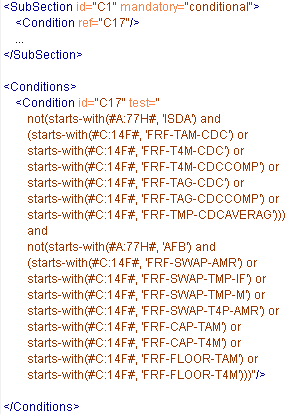 <SubSection id="C1" mandatory="conditional">
<Condition ref="C17"/>
...
</SubSection>
<Conditions>
<Condition id="C17" test="
not(starts-with(#A:77H#, 'ISDA') and
(starts-with(#C:14F#, 'FRF-TAM-CDC') or
starts-with(#C:14F#, 'FRF-T4M-CDC') or
starts-with(#C:14F#, 'FRF-T4M-CDCCOMP') or
starts-with(#C:14F#, 'FRF-TAG-CDC') or
starts-with(#C:14F#, 'FRF-TAG-CDCCOMP') or
starts-with(#C:14F#, 'FRF-TMP-CDCAVERAG')))
and
not(starts-with(#A:77H#, 'AFB') and
(starts-with(#C:14F#, 'FRF-SWAP-AMR') or
starts-with(#C:14F#, 'FRF-SWAP-TMP-IF') or
starts-with(#C:14F#, 'FRF-SWAP-TMP-M') or
starts-with(#C:14F#, 'FRF-SWAP-T4P-AMR') or
starts-with(#C:14F#, 'FRF-CAP-TAM') or
starts-with(#C:14F#, 'FRF-CAP-T4M') or
starts-with(#C:14F#, 'FRF-FLOOR-TAM') or
starts-with(#C:14F#, 'FRF-FLOOR-T4M')))"/>
</Conditions>